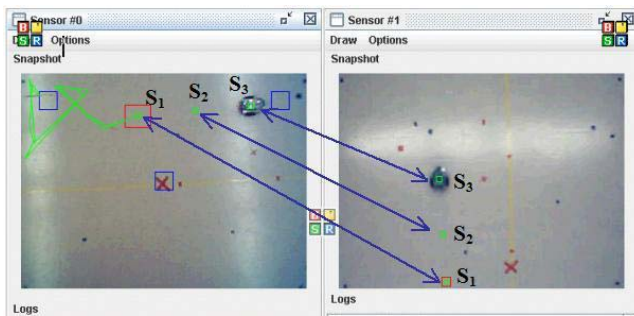 Sensor #0
Options
Snapshot
S1
S2
S3
Logs
Sensor #1
Draw Options
Snapshot
S3
S2
S1
Logs
B
S R
B
S R
B
S R